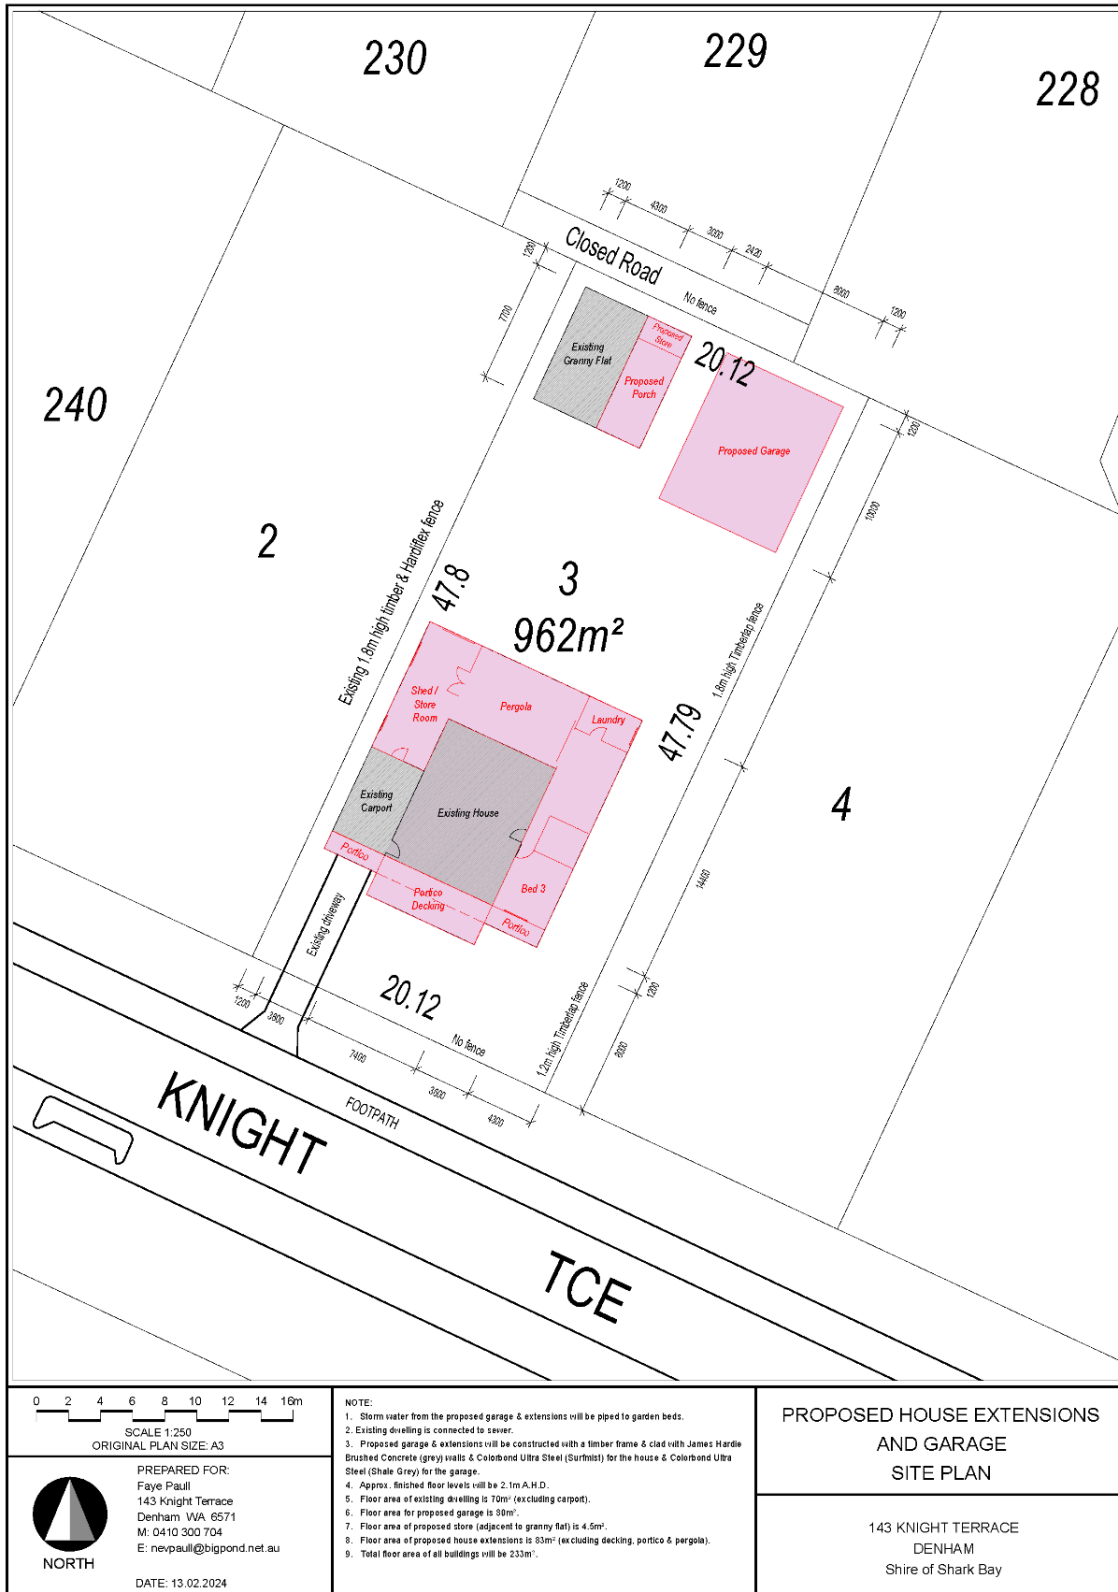 230
229
228
1200
4300
3000
2420
8000
1200
Closed Road
No fence
1200
7700
Existing
Granny Flat
Proposed
Store
Proposed
Porch
20.12
Proposed Garage
1200
10000
240
2
Existing 1.8m high timber & Hardiflex fence
47.8
3
962m²
1.8m high Timberlap fence
47.79
4
Shed /
Store
Room
Pergola
Laundry
Existing
Carport
Existing House
Portico
Portico
Decking
Bed 3
Portico
14400
1200
8000
Existing driveway
20.12
No fence
1.2m high Timberlap fence
1200
3800
7400
3600
4300
FOOTPATH
KNIGHT
TCE
0 2 4 6 8 10 12 14 16m
SCALE 1:250
ORIGINAL PLAN SIZE: A3
NORTH
PREPARED FOR:
Faye Paull
143 Knight Terrace
Denham WA 6571
M: 0410 300 704
E: nevpaull@bigpond.net.au
DATE: 13.02.2024
NOTE:
1. Storm water from the proposed garage & extensions will be piped to garden beds.
2. Existing dwelling is connected to sewer.
3. Proposed garage & extensions will be constructed with a timber frame & clad with James Hardie
Brushed Concrete (grey) walls & Colorbond Ultra Steel (Surfmist) for the house & Colorbond Ultra
Steel (Shale Grey) for the garage.
4. Approx. finished floor levels will be 2.1m A.H.D.
5. Floor area of existing dwelling is 70m² (excluding carport).
6. Floor area for proposed garage is 80m².
7. Floor area of proposed store (adjacent to granny flat) is 4.5m².
8. Floor area of proposed house extensions is 83m² (excluding decking, portico & pergola).
9. Total floor area of all buildings will be 233m².
PROPOSED HOUSE EXTENSIONS
AND GARAGE
SITE PLAN
143 KNIGHT TERRACE
DENHAM
Shire of Shark Bay